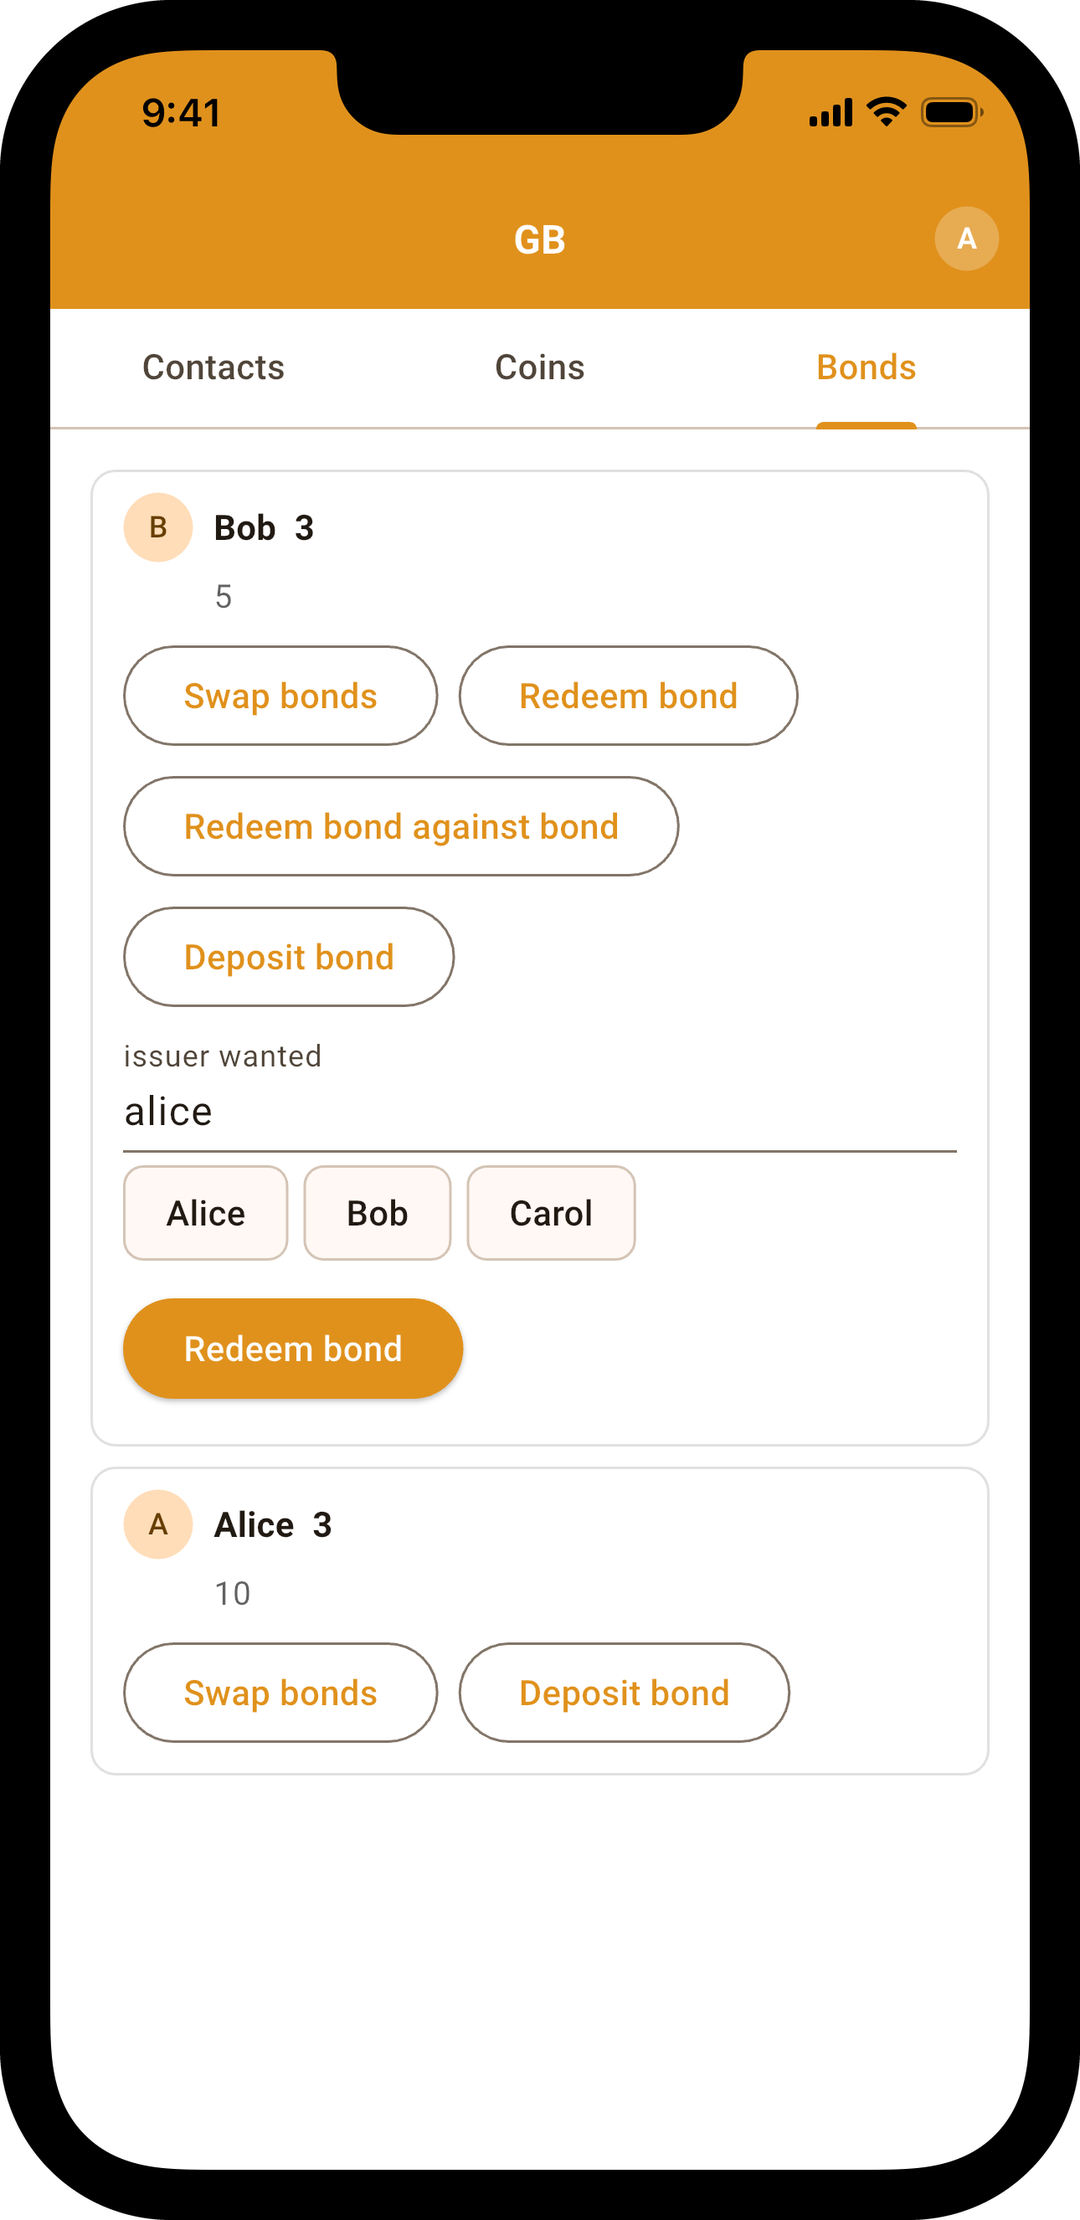 9:41
GB A
Contacts Coins Bonds
B Bob 3
5
Swap bonds Redeem bond
Redeem bond against bond
Deposit bond
issuer wanted
alice
Alice Bob Carol
Redeem bond
A Alice 3
10
Swap bonds Deposit bond